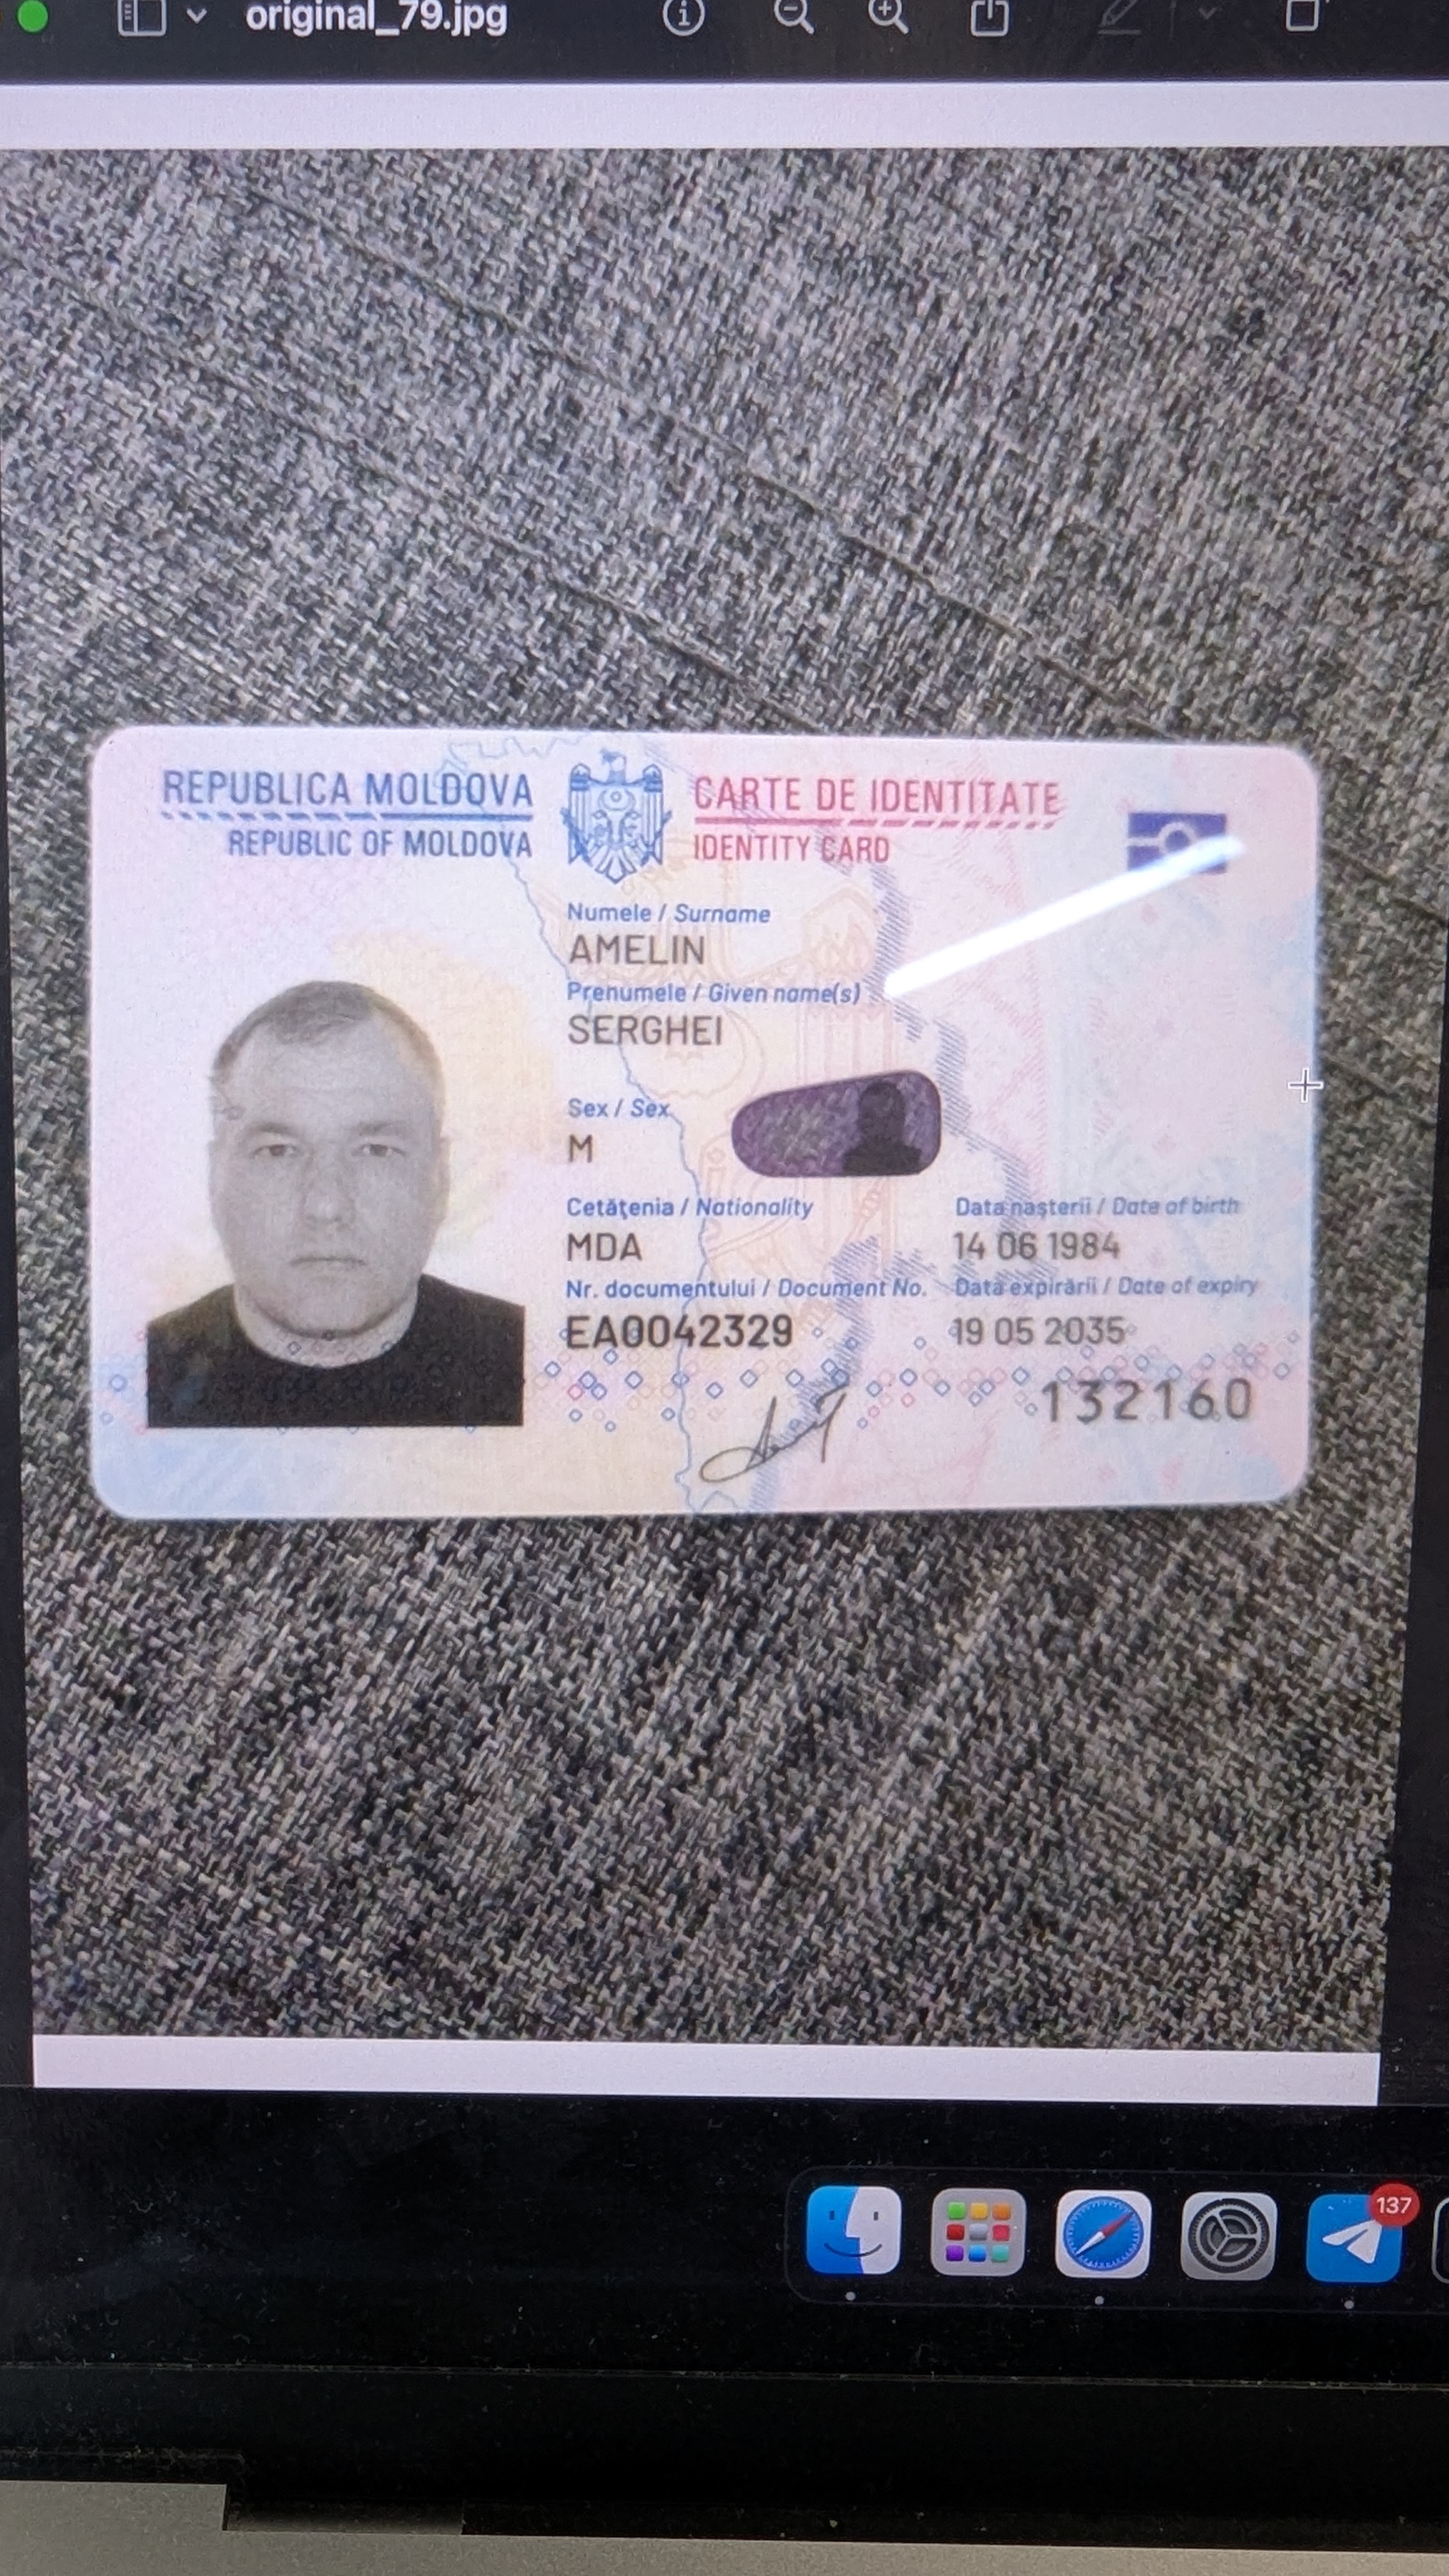 original_79.jpg
REPUBLICA MOLDOVA
REPUBLIC OF MOLDOVA
CARTE DE IDENTITATE
IDENTITY CARD
Numele / Surname
AMELIN
Prenumele / Given name(s)
SERGHEI
Sex / Sex
M
Cetăţenia / Nationality
MDA
Data naşterii / Date of birth
14 06 1984
Nr. documentului / Document No.
EA0042329
Data expirării / Date of expiry
19 05 2035
132160
137